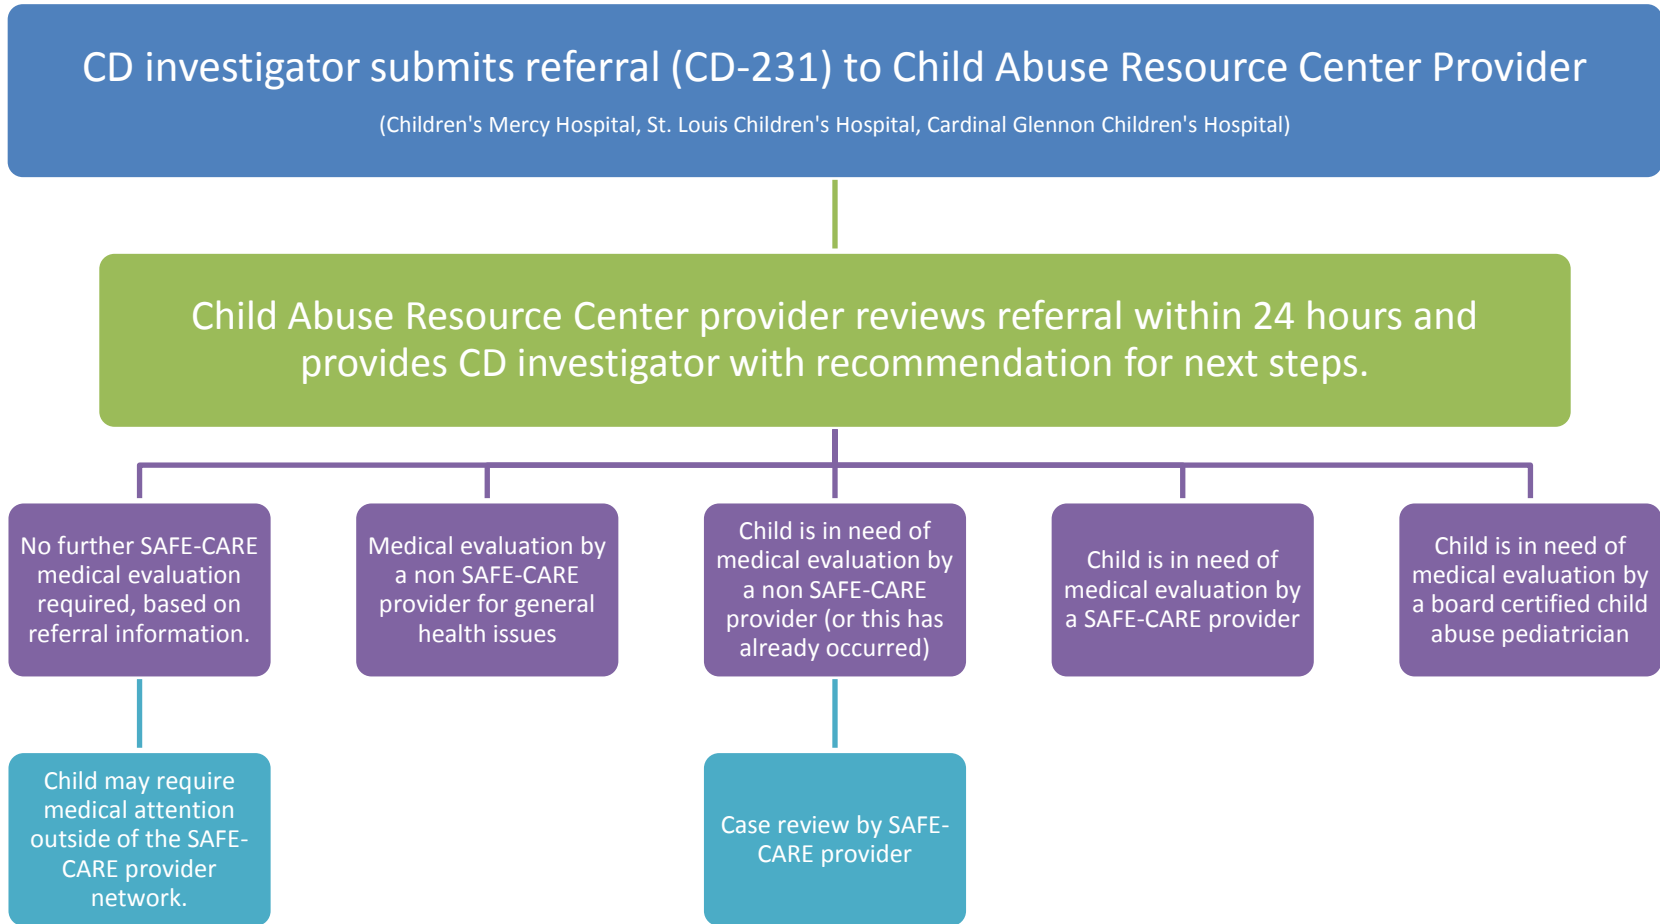 CD investigator submits referral (CD-231) to Child Abuse Resource Center Provider
(Children's Mercy Hospital, St. Louis Children's Hospital, Cardinal Glennon Children's Hospital)
Child Abuse Resource Center provider reviews referral within 24 hours and
provides CD investigator with recommendation for next steps.
No further SAFE-CARE
medical evaluation
required, based on
referral information.
Medical evaluation by
a non SAFE-CARE
provider for general
health issues
Child is in need of
medical evaluation by
a non SAFE-CARE
provider (or this has
already occurred)
Child is in need of
medical evaluation by
a SAFE-CARE provider
Child is in need of
medical evaluation by
a board certified child
abuse pediatrician
Child may require
medical attention
outside of the SAFE-
CARE provider
network.
Case review by SAFE-
CARE provider